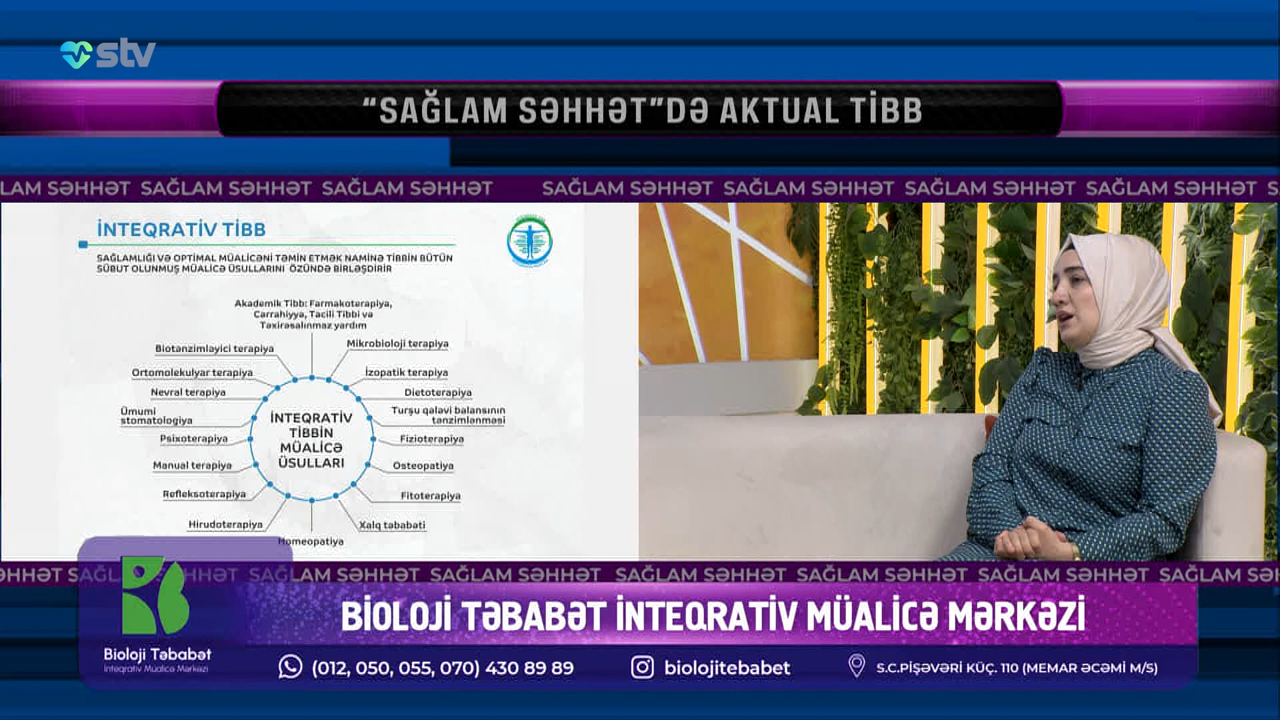 stv
“SAĞLAM SƏHHƏT”DƏ AKTUAL TİBB
LAM SƏHHƏT SAĞLAM SƏHHƏT SAĞLAM SƏHHƏT SAĞLAM SƏHHƏT SAĞLAM SƏHHƏT SAĞLAM SƏHHƏT SAĞLAM SƏHHƏT S
İNTEQRATİV TİBB
SAĞLAMLIĞI VƏ OPTIMAL MÜALİCƏNİ TƏMİN ETMƏK NAMİNƏ TİBBİN BÜTÜN
SÜBUT OLUNMUŞ MÜALİCƏ ÜSULLARINI ÖZÜNDƏ BİRLƏŞDİRİR
Akademik Tibb: Farmakoterapiya,
Cərrahiyyə, Təcili Tibbi və
Təxirəsalınmaz yardım
Biotənzimləyici terapiya
Mikrobioloji terapiya
Ortomolekulyar terapiya
İzopatik terapiya
Nevral terapiya
Dietoterapiya
Ümumi
stomatologiya
Turşu qələvi balansının
tənzimlənməsi
Psixoterapiya
Fizioterapiya
Manual terapiya
Osteopatiya
Refleksoterapiya
Fitoterapiya
Hirudoterapiya
Xalq təbabəti
Homeopatiya
İNTEQRATİV
TİBBİN
MÜALİCƏ
ÜSULLARI
ƏHHƏT SAĞLAM SƏHHƏT SAĞLAM SƏHHƏT SAĞLAM SƏHHƏT SAĞLAM SƏHHƏT SAĞLAM SƏHHƏT SAĞLAM SƏHHƏT SAĞLAM SƏ
BİOLOJİ TƏBABƏT İNTEQRATİV MÜALİCƏ MƏRKƏZİ
Bioloji Təbabət
İnteqrativ Müalicə Mərkəzi
(012, 050, 055, 070) 430 89 89
biolojitebabet
S.C.PİŞƏVƏRİ KÜÇ. 110 (MEMAR ƏCƏMİ M/S)